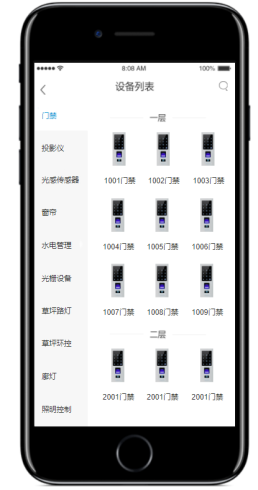 8:08 AM
100%
设备列表
门禁
投影仪
光感传感器
窗帘
水电管理
光栅设备
草坪路灯
草坪环控
廊灯
照明控制
一层
1001门禁 1002门禁 1003门禁
1004门禁 1005门禁 1006门禁
1007门禁 1008门禁 1009门禁
二层
2001门禁 2001门禁 2001门禁